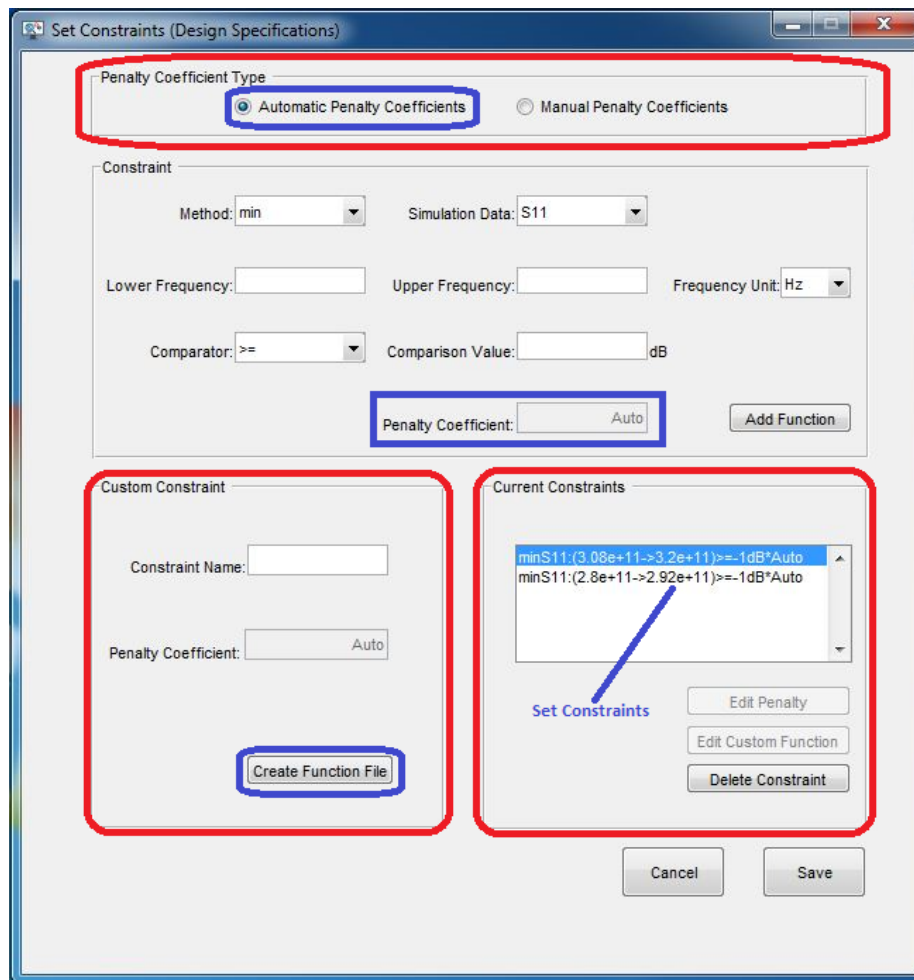 Set Constraints (Design Specifications)
Penalty Coefficient Type
Automatic Penalty Coefficients Manual Penalty Coefficients
Constraint
Method: min Simulation Data: S11
Lower Frequency: Upper Frequency: Frequency Unit: Hz
Comparator: >= Comparison Value: dB
Penalty Coefficient: Auto Add Function
Custom Constraint
Constraint Name:
Penalty Coefficient: Auto
Create Function File
Current Constraints
minS11:(3.08e+11->3.2e+11)>=-1dB*Auto
minS11:(2.8e+11->2.92e+11)>=-1dB*Auto
Set Constraints
Edit Penalty
Edit Custom Function
Delete Constraint
Cancel Save